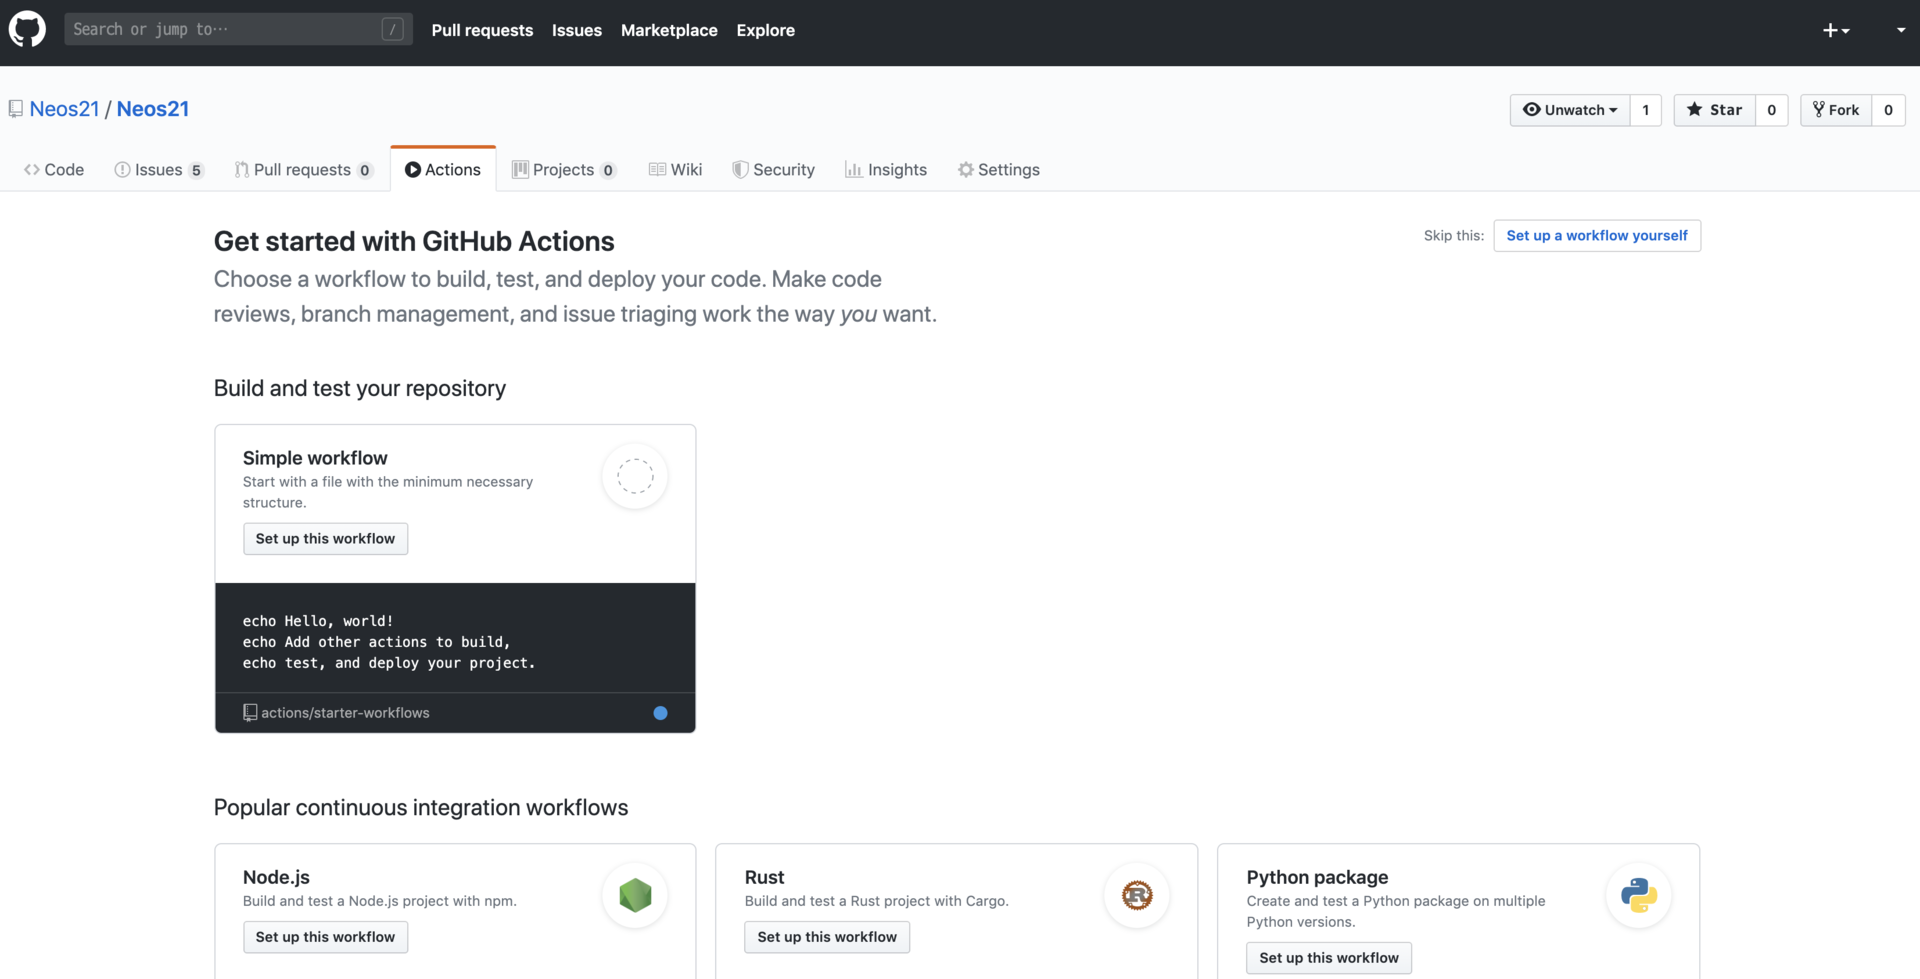 Search or jump to… /
Pull requests Issues Marketplace Explore
Neos21 / Neos21
Unwatch 1 Star 0 Fork 0
Code Issues 5 Pull requests 0 Actions Projects 0 Wiki Security Insights Settings
Get started with GitHub Actions
Skip this: Set up a workflow yourself
Choose a workflow to build, test, and deploy your code. Make code
reviews, branch management, and issue triaging work the way you want.
Build and test your repository
Simple workflow
Start with a file with the minimum necessary
structure.
Set up this workflow
echo Hello, world!
echo Add other actions to build,
echo test, and deploy your project.
actions/starter-workflows
Popular continuous integration workflows
Node.js
Build and test a Node.js project with npm.
Set up this workflow
Rust
Build and test a Rust project with Cargo.
Set up this workflow
Python package
Create and test a Python package on multiple
Python versions.
Set up this workflow